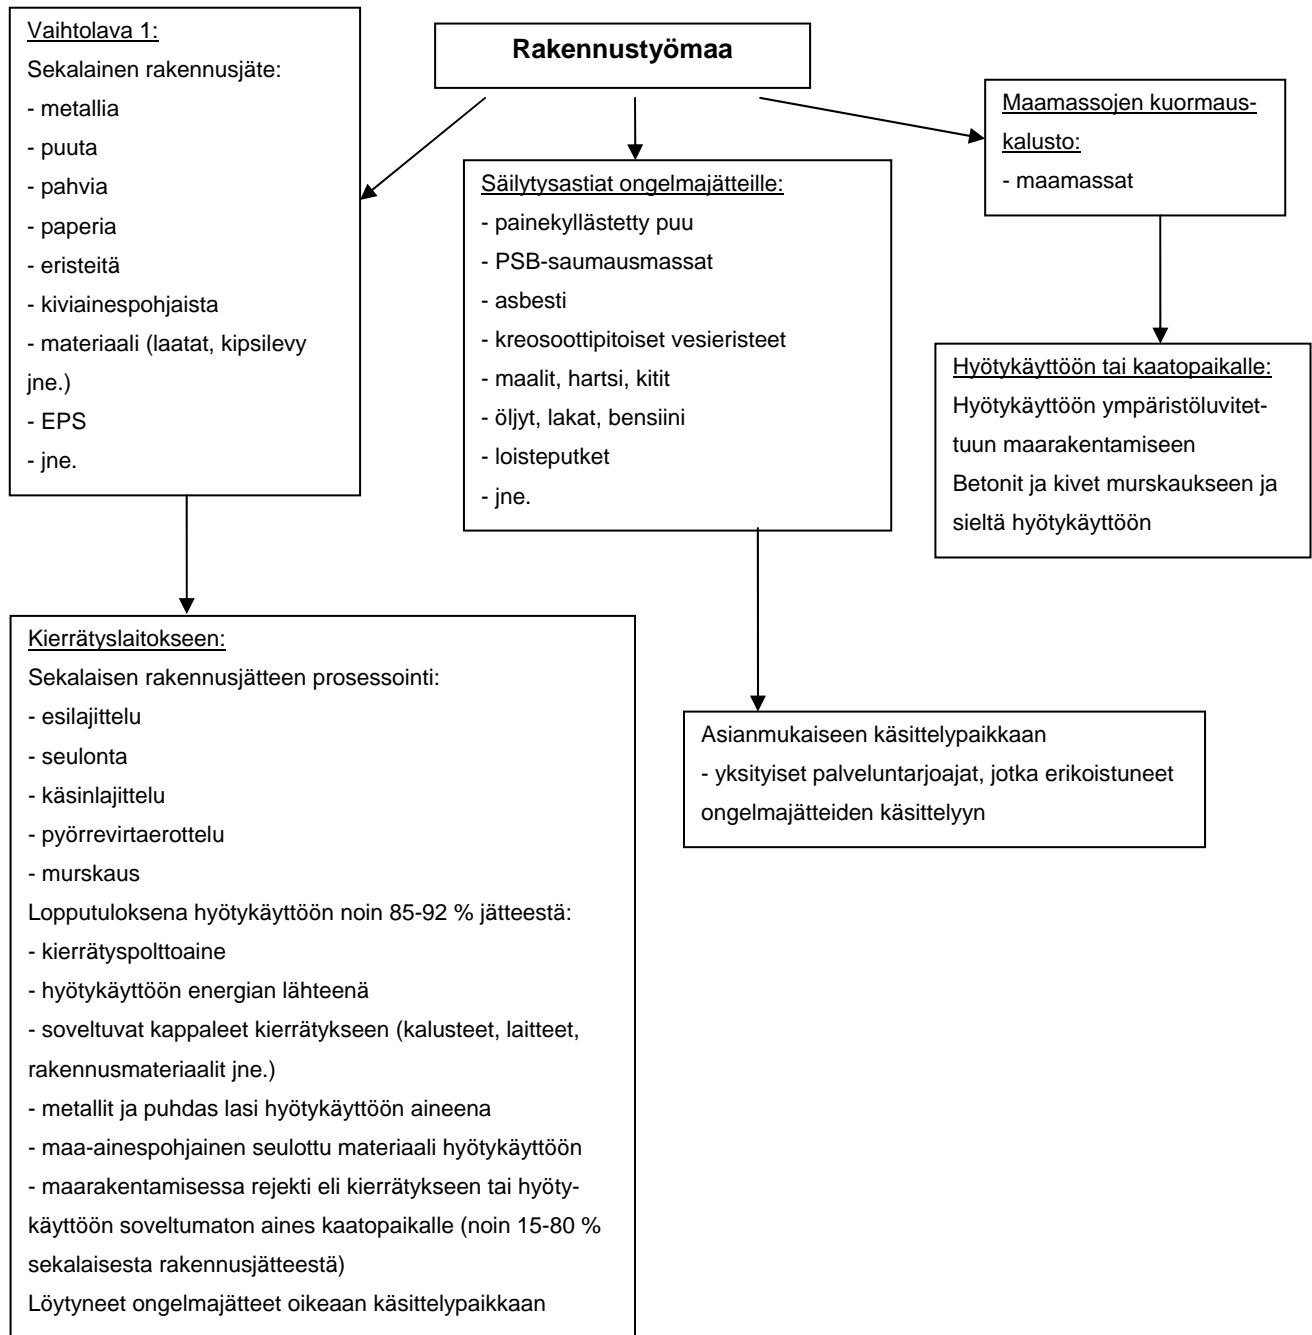 Rakennustyömaa
Vaihtolava 1:
Sekalainen rakennusjäte:
- metallia
- puuta
- pahvia
- paperia
- eristeitä
- kiviainespohjaista
- materiaali (laatat, kipsilevy
jne.)
- EPS
- jne.
Säilytysastiat ongelmajätteille:
- painekyllästetty puu
- PSB-saumausmassat
- asbesti
- kreosoottipitoiset vesieristeet
- maalit, hartsi, kitit
- öljyt, lakat, bensiini
- loisteputket
- jne.
Maamassojen kuormaus-
kalusto:
- maamassat
Hyötykäyttöön tai kaatopaikalle:
Hyötykäyttöön ympäristöluvitet-
tuun maarakentamiseen
Betonit ja kivet murskaukseen ja
sieltä hyötykäyttöön
Kierrätyslaitokseen:
Sekalaisen rakennusjätteen prosessointi:
- esilajittelu
- seulonta
- käsinlajittelu
- pyörrevirtaerottelu
- murskaus
Lopputuloksena hyötykäyttöön noin 85-92 % jätteestä:
- kierrätyspolttoaine
- hyötykäyttöön energian lähteenä
- soveltuvat kappaleet kierrätykseen (kalusteet, laitteet,
rakennusmateriaalit jne.)
- metallit ja puhdas lasi hyötykäyttöön aineena
- maa-ainespohjainen seulottu materiaali hyötykäyttöön
- maarakentamisessa rejekti eli kierrätykseen tai hyöty-
käyttöön soveltumaton aines kaatopaikalle (noin 15-80 %
sekalaisesta rakennusjätteestä)
Löytyneet ongelmajätteet oikeaan käsittelypaikkaan
Asianmukaiseen käsittelypaikkaan
- yksityiset palveluntarjoajat, jotka erikoistuneet
ongelmajätteiden käsittelyyn